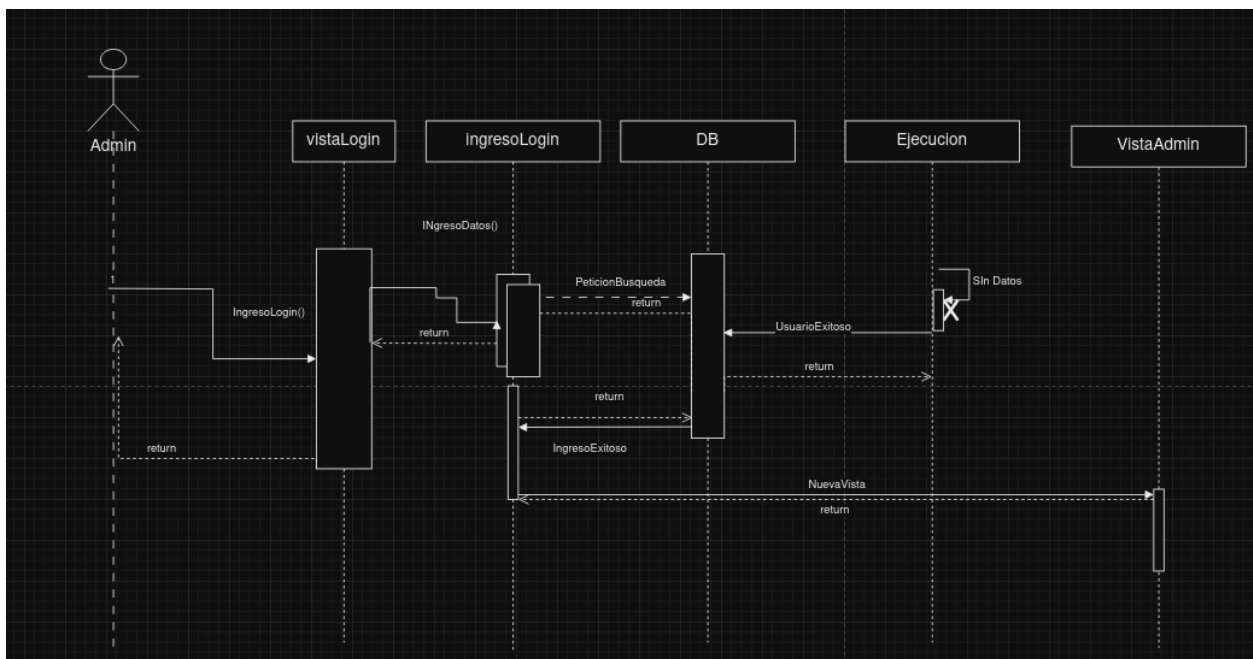 Admin
vistaLogin
ingresoLogin
DB
Ejecucion
VistaAdmin
INgresoDatos()
PeticionBusqueda
SIn Datos
return
IngresoLogin()
UsuarioExitoso
return
return
return
return
IngresoExitoso
NuevaVista
return